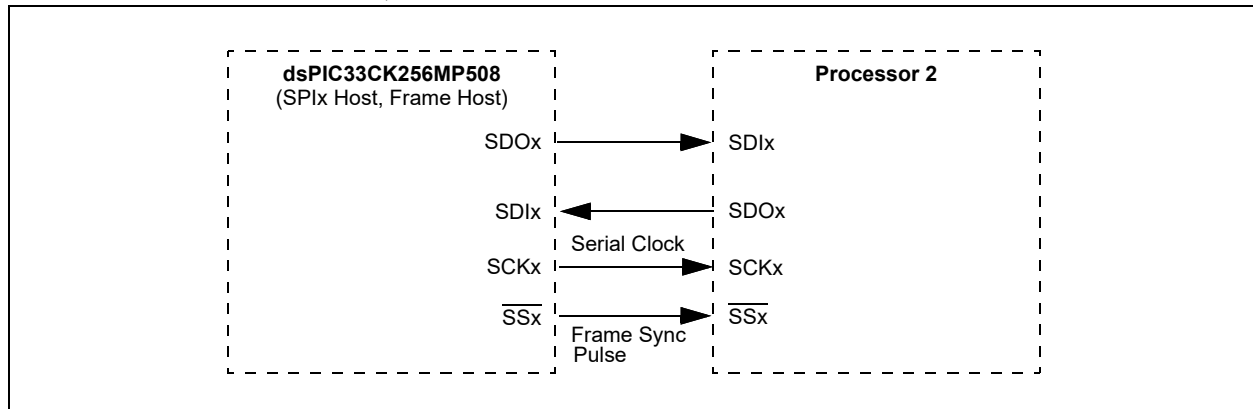 dsPIC33CK256MP508
(SPIx Host, Frame Host)
Processor 2
SDOx
SDIx
SDIx
SDOx
Serial Clock
SCKx
SCKx
SSx
SSx
Frame Sync
Pulse